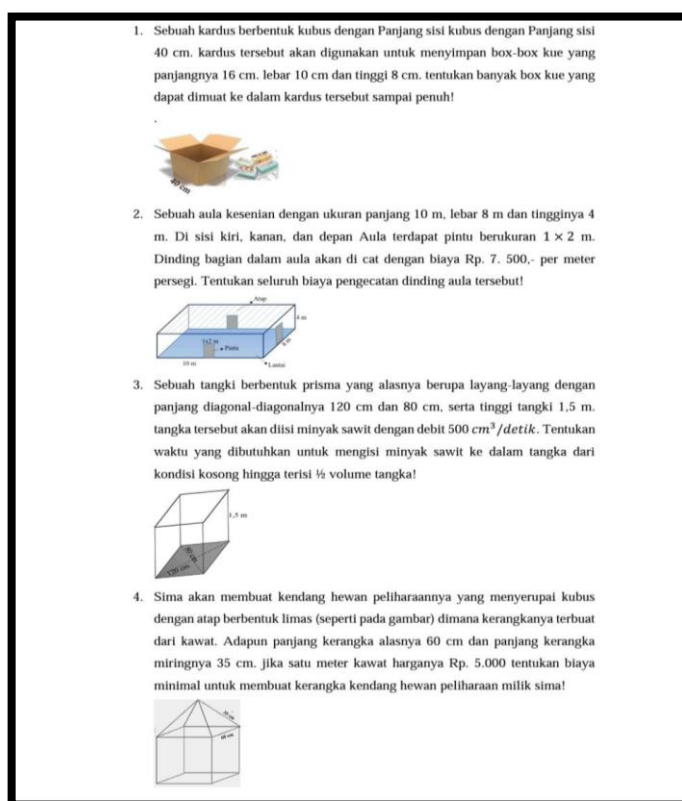 1. Sebuah kardus berbentuk kubus dengan Panjang sisi kubus dengan Panjang sisi
40 cm. kardus tersebut akan digunakan untuk menyimpan box-box kue yang
panjangnya 16 cm. lebar 10 cm dan tinggi 8 cm. tentukan banyak box kue yang
dapat dimuat ke dalam kardus tersebut sampai penuh!
.
40 cm
2. Sebuah aula kesenian dengan ukuran panjang 10 m, lebar 8 m dan tingginya 4
m. Di sisi kiri, kanan, dan depan Aula terdapat pintu berukuran 1 × 2 m.
Dinding bagian dalam aula akan di cat dengan biaya Rp. 7. 500,- per meter
persegi. Tentukan seluruh biaya pengecatan dinding aula tersebut!
Atap
4 m
1x2 m
Pintu
8 m
10 m
Lantai
3. Sebuah tangki berbentuk prisma yang alasnya berupa layang-layang dengan
panjang diagonal-diagonalnya 120 cm dan 80 cm, serta tinggi tangki 1,5 m.
tangka tersebut akan diisi minyak sawit dengan debit 500 cm³/detik. Tentukan
waktu yang dibutuhkan untuk mengisi minyak sawit ke dalam tangka dari
kondisi kosong hingga terisi ½ volume tangka!
1,5 m
80 cm
120 cm
4. Sima akan membuat kendang hewan peliharaannya yang menyerupai kubus
dengan atap berbentuk limas (seperti pada gambar) dimana kerangkanya terbuat
dari kawat. Adapun panjang kerangka alasnya 60 cm dan panjang kerangka
miringnya 35 cm. jika satu meter kawat harganya Rp. 5.000 tentukan biaya
minimal untuk membuat kerangka kendang hewan peliharaan milik sima!
60 cm